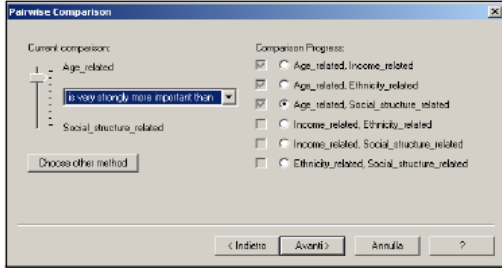 Pairwise Comparison
Current comparison:
Age_related
is very strongly more important than
Social_structure_related
Choose other method
Comparison Progress:
Age_related, Income_related
Age_related, Ethnicity_related
Age_related, Social_structure_related
Income_related, Ethnicity_related
Income_related, Social_structure_related
Ethnicity_related, Social_structure_related
< Indietro
Avanti >
Annulla
?